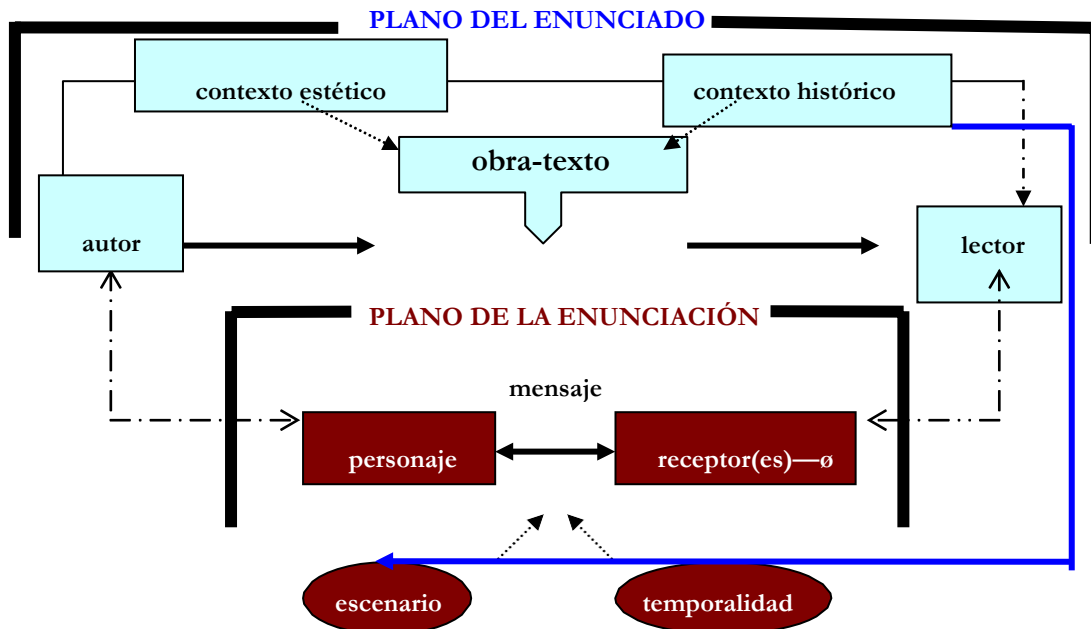 PLANO DEL ENUNCIADO
contexto estético
contexto histórico
obra-texto
autor
lector
PLANO DE LA ENUNCIACIÓN
mensaje
personaje
receptor(es)—ø
escenario
temporalidad